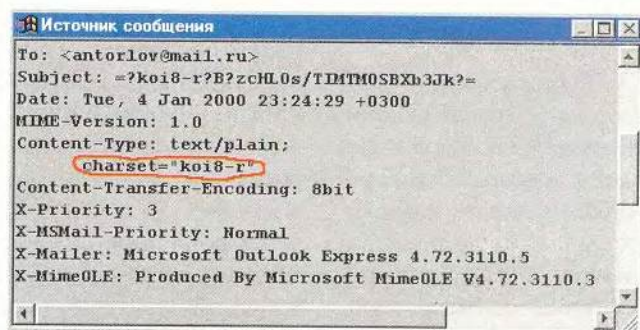 Источник сообщения
To: <antorlov@mail.ru>
Subject: =?koi8-r?B?zcHL0s/TIMTM0SBXb3Jk?=
Date: Tue, 4 Jan 2000 23:24:29 +0300
MIME-Version: 1.0
Content-Type: text/plain;
charset="koi8-r"
Content-Transfer-Encoding: 8bit
X-Priority: 3
X-MSMail-Priority: Normal
X-Mailer: Microsoft Outlook Express 4.72.3110.5
X-MimeOLE: Produced By Microsoft MimeOLE V4.72.3110.3